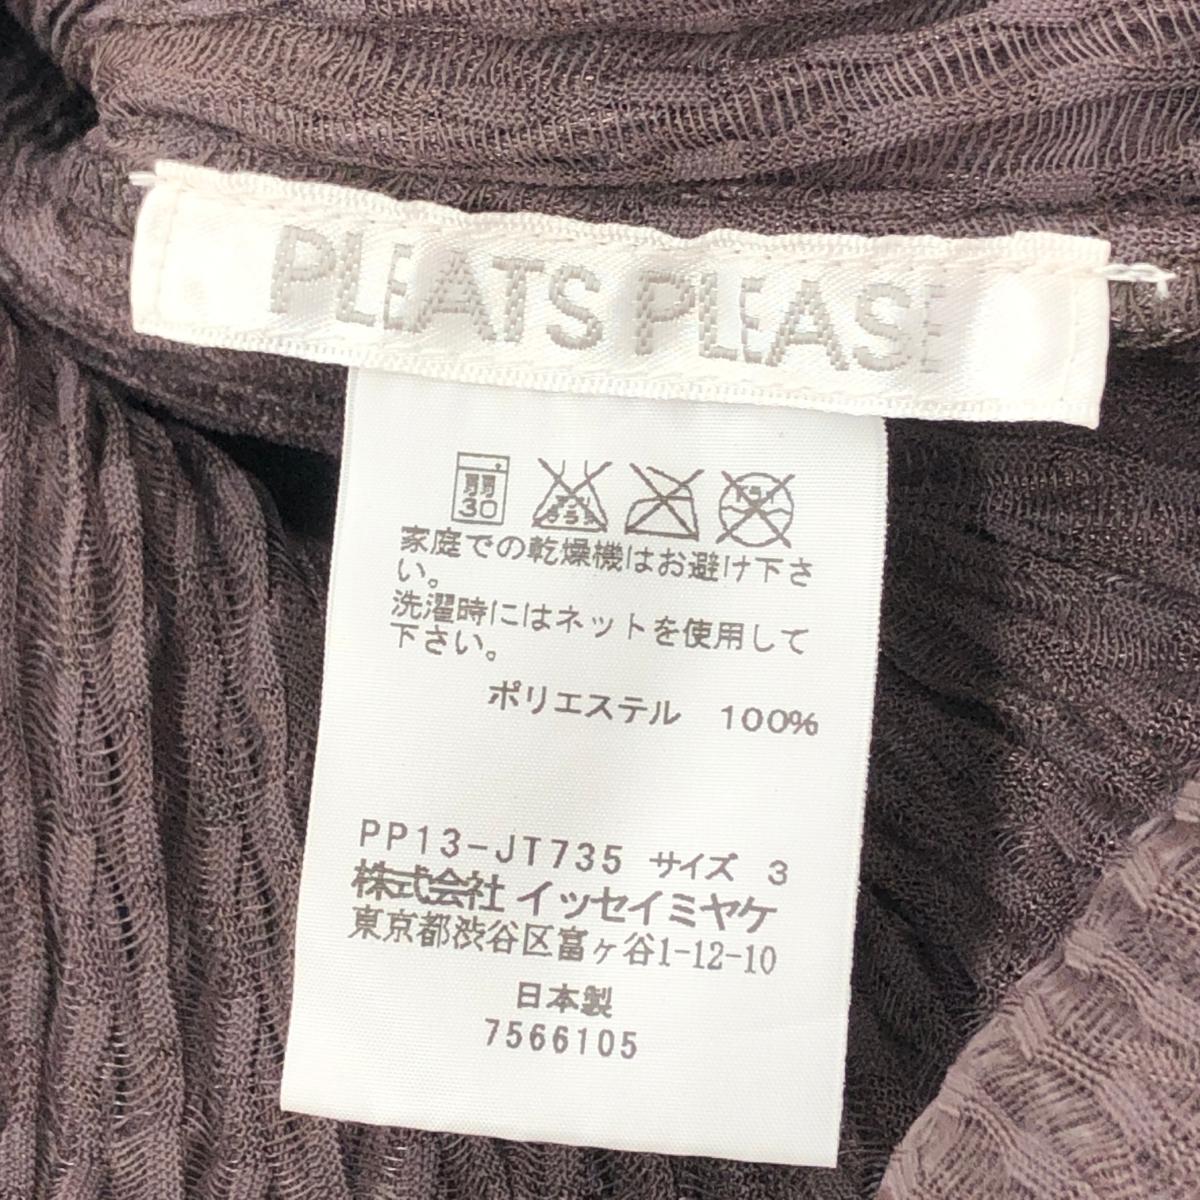 PLEATS PLEASE
弱 30
家庭での乾燥機はお避け下さ
い。
洗濯時にはネットを使用して
下さい。
ポリエステル 100%
PP13-JT735 サイズ 3
株式会社 イッセイミヤケ
東京都渋谷区富ヶ谷1-12-10
日本製
7566105